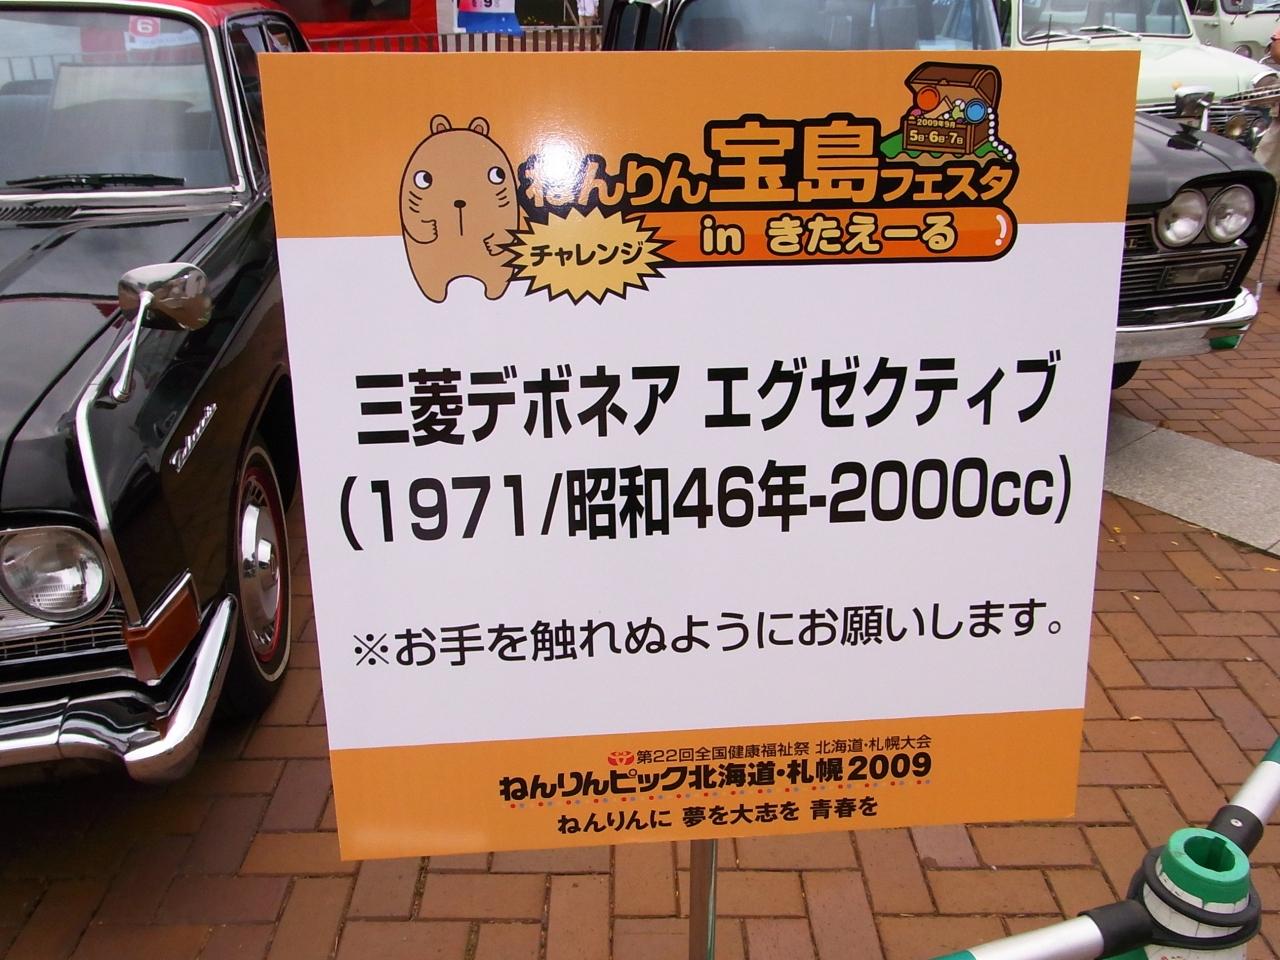 2009年9月
5日・6日・7日
ねんりん宝島フェスタ
チャレンジ
in きたえーる
三菱デボネア エグゼクティブ
(1971/昭和46年-2000cc)
※お手を触れぬようにお願いします。
第22回全国健康福祉祭 北海道・札幌大会
ねんりんピック北海道・札幌2009
ねんりんに 夢を大志を 青春を